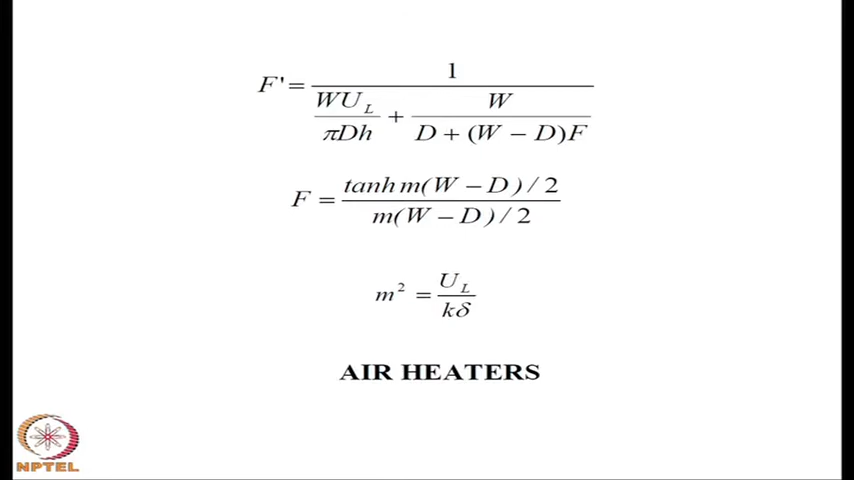 F' = 1 / (WU_L / πDh + W / (D + (W − D)F))
F = tanh m(W − D) / 2 / m(W − D) / 2
m² = U_L / kδ
AIR HEATERS
NPTEL